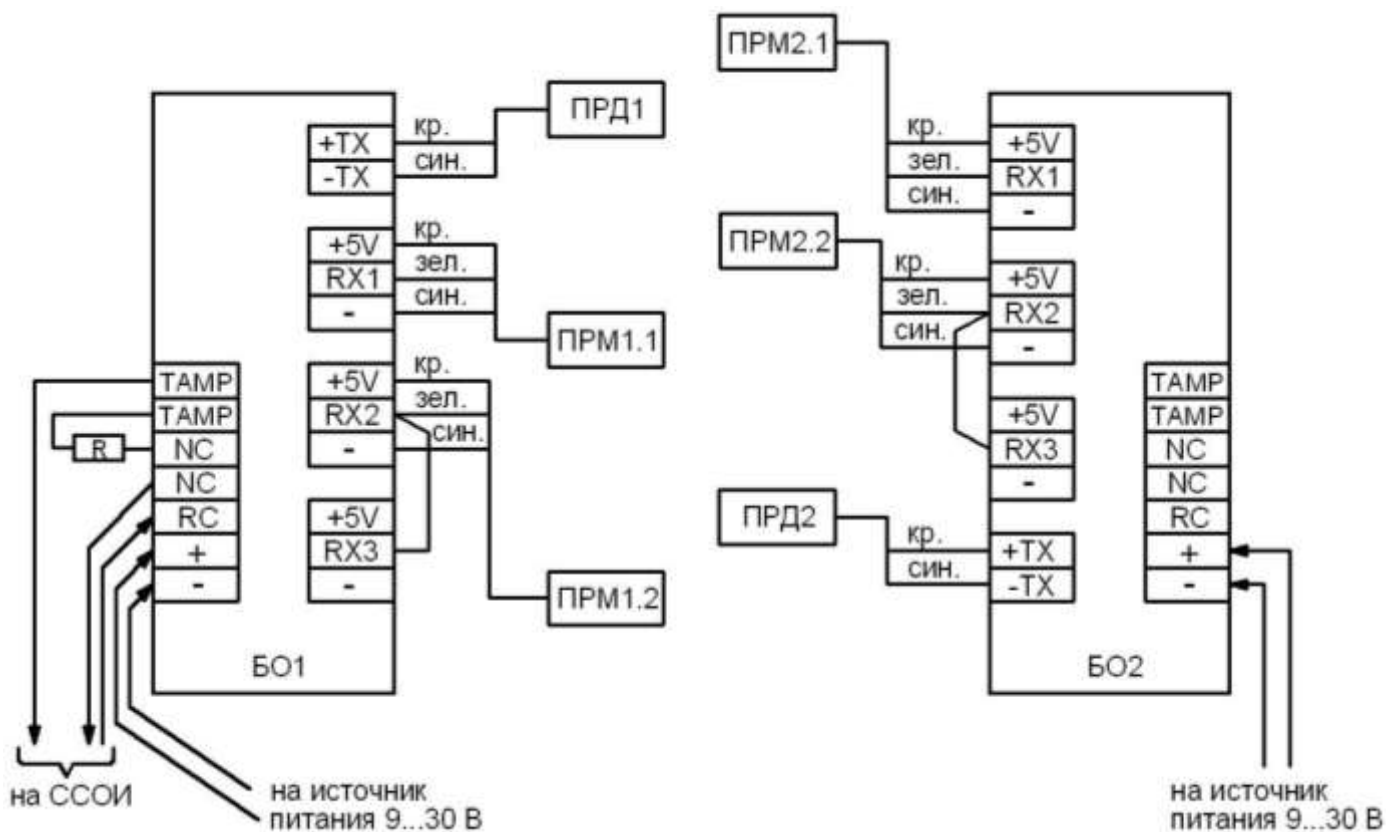 ПРД1
+TX
-TX
кр.
син.
+5V
RX1
-
кр.
зел.
син.
ПРМ1.1
+5V
RX2
-
кр.
зел.
син.
+5V
RX3
-
ПРМ1.2
TAMP
TAMP
R
NC
NC
RC
+
-
БО1
на ССОИ
на источник
питания 9...30 В
ПРМ2.1
кр.
зел.
син.
+5V
RX1
-
ПРМ2.2
кр.
зел.
син.
+5V
RX2
-
+5V
RX3
-
ПРД2
кр.
син.
+TX
-TX
TAMP
TAMP
NC
NC
RC
+
-
БО2
на источник
питания 9...30 В